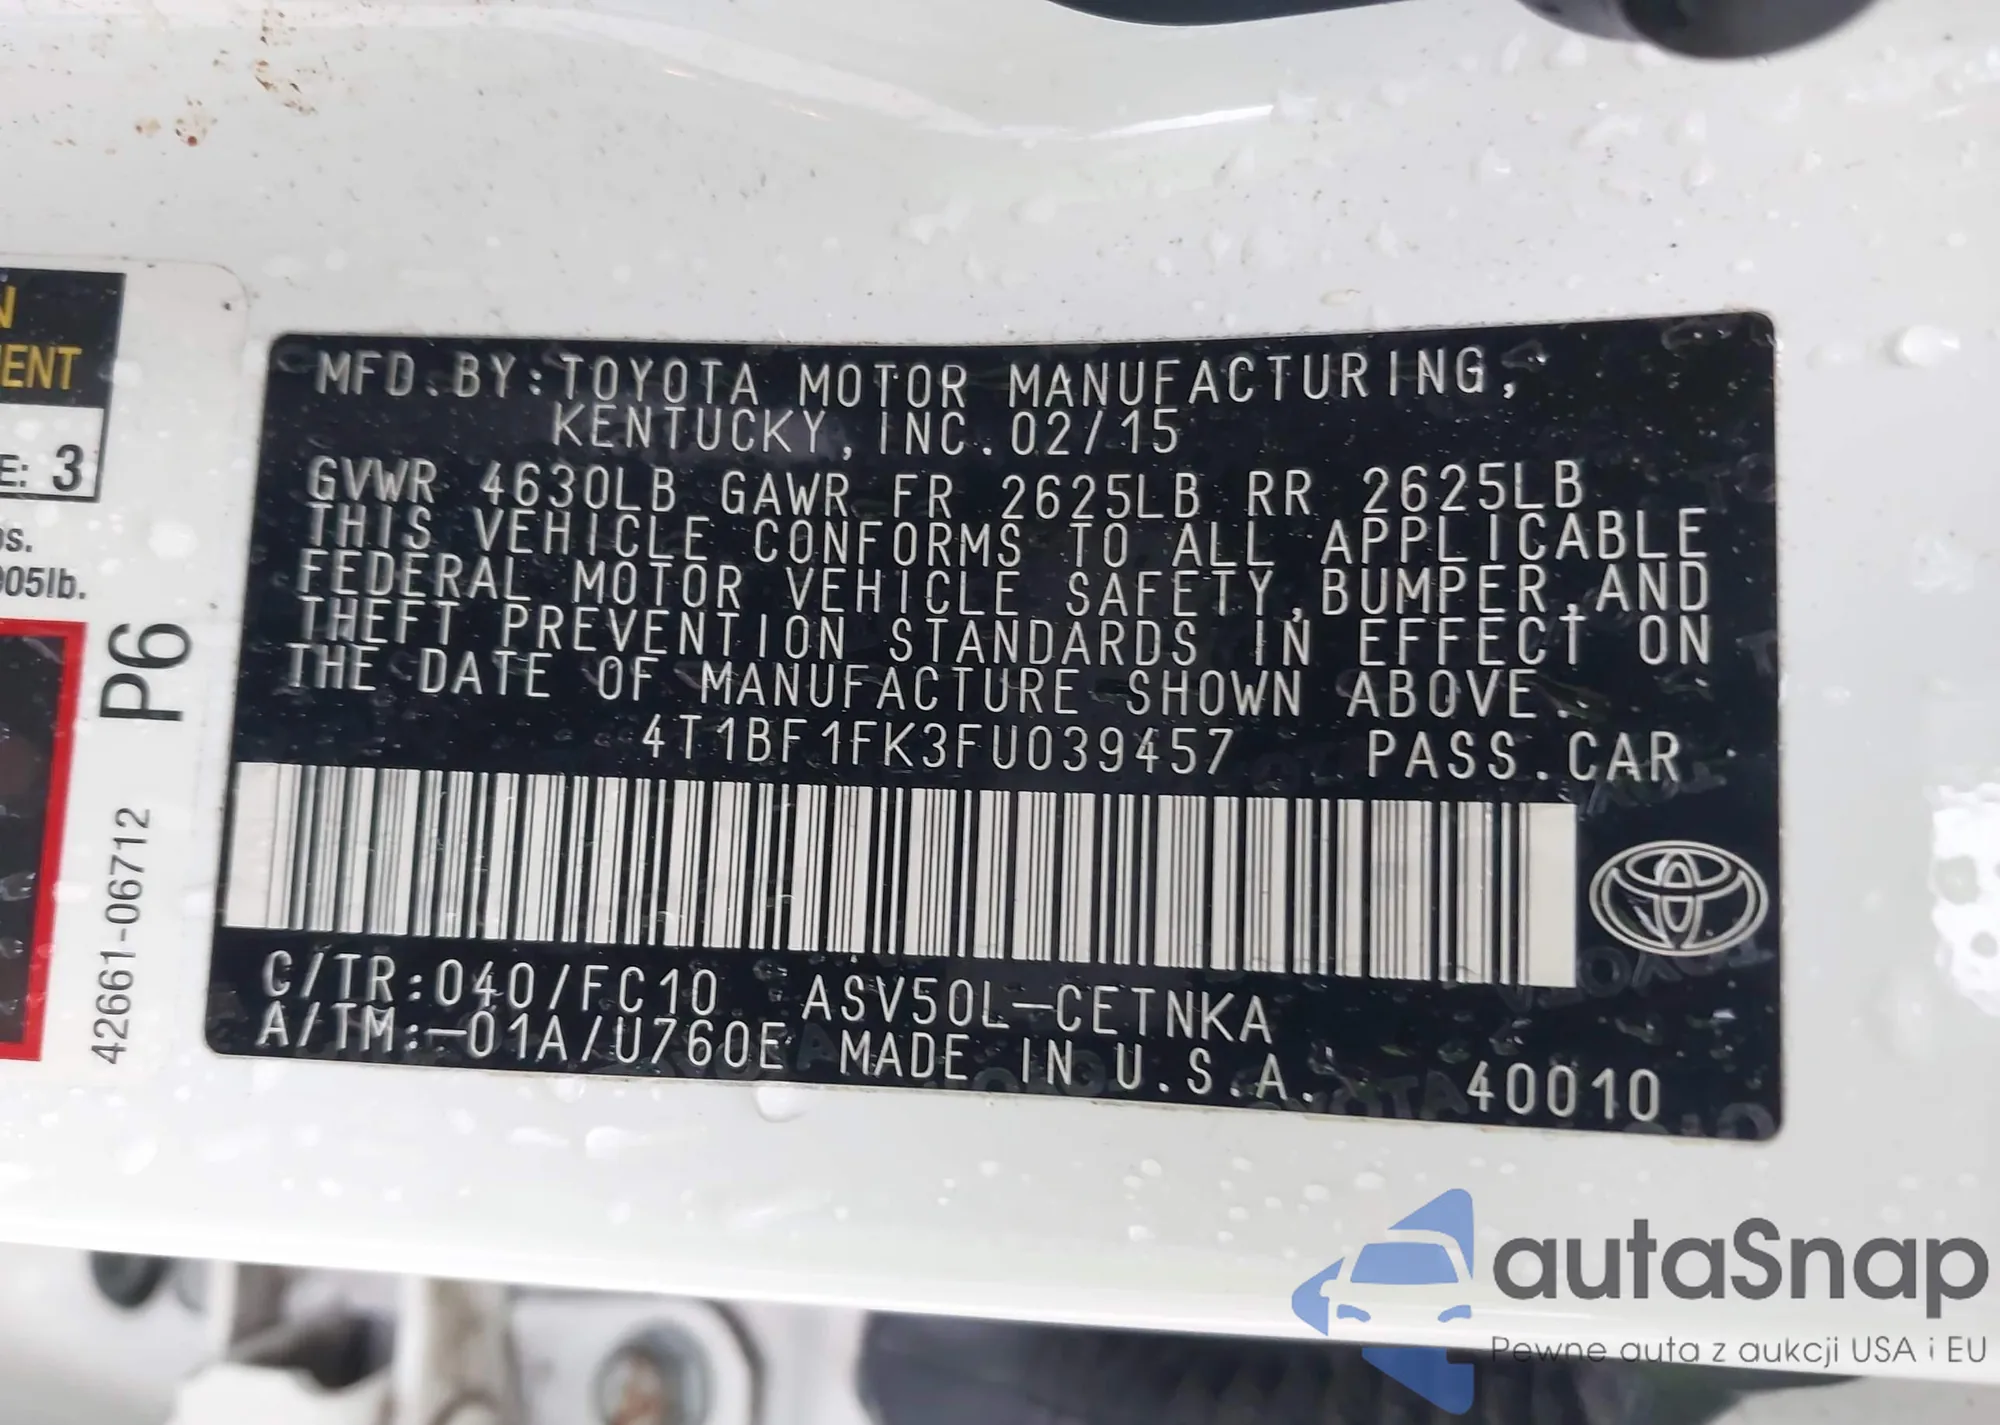 N
ENT
E: 3
os.
005lb.
P6
42661-06712
MFD.BY:TOYOTA MOTOR MANUFACTURING,
KENTUCKY, INC.02/15
GVWR 4630LB GAWR FR 2625LB RR 2625LB
THIS VEHICLE CONFORMS TO ALL APPLICABLE
FEDERAL MOTOR VEHICLE SAFETY,BUMPER,AND
THEFT PREVENTION STANDARDS IN EFFECT ON
THE DATE OF MANUFACTURE SHOWN ABOVE.
4T1BF1FK3FU039457 PASS.CAR
C/TR:040/FC10 ASV50L-CETNKA
A/TM:-01A/U760E MADE IN U.S.A. 40010
autaSnap
Pewne auta z aukcji USA i EU